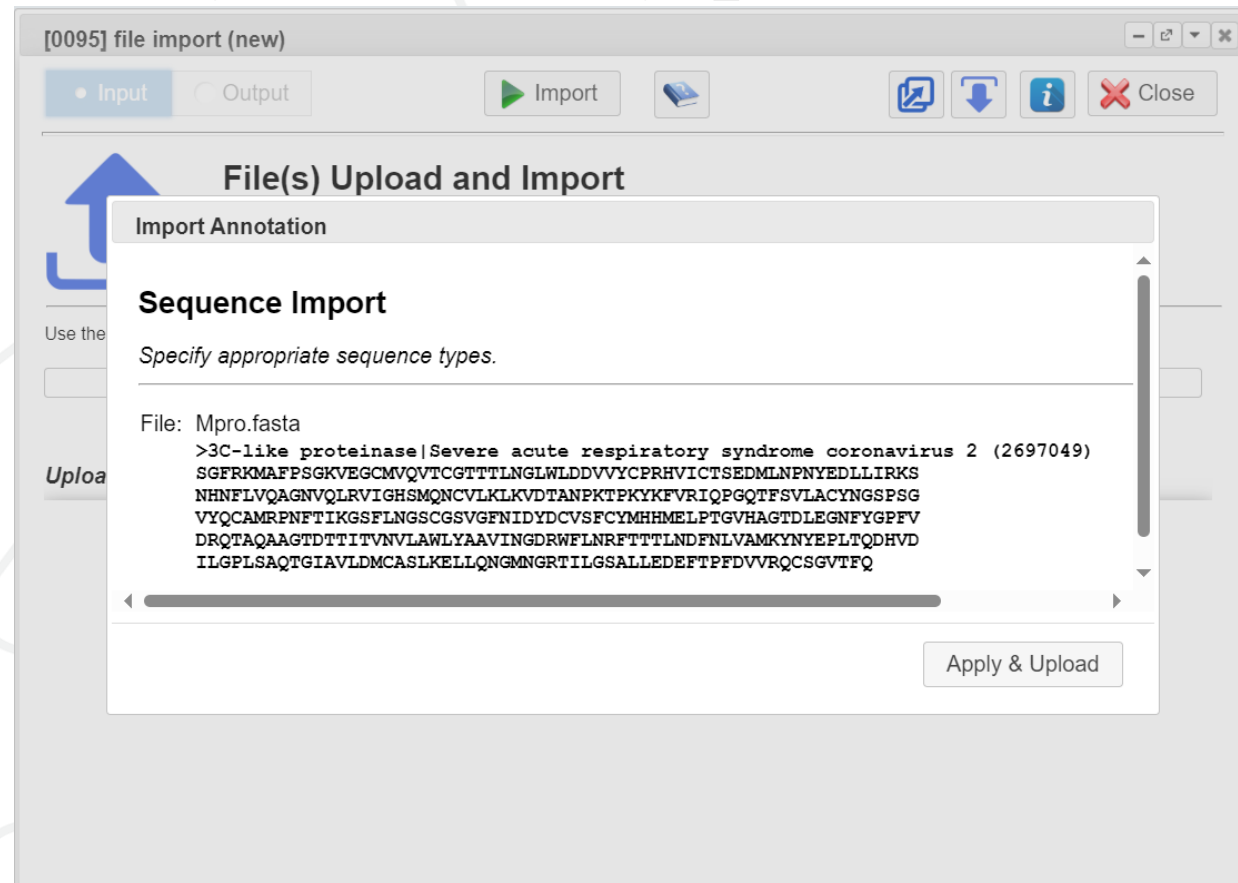 [0095] file import (new)
Input
Output
Import
Close
File(s) Upload and Import
Import Annotation
Sequence Import
Specify appropriate sequence types.
Use the
File: Mpro.fasta
>3C-like proteinase|Severe acute respiratory syndrome coronavirus 2 (2697049)
SGFRKMAFPSGKVEGCMVQVTCGTTTLNGLWLDDVVYCPRHVICTSEDMLNPNYEDLLIRKS
NHNFLVQAGNVQLRVIGHSMQNCVLKLKVDTANPKTPKYKFVRIQPGQTFSVLACYNGSPSG
VYQCAMRPNFTIKGSFLNGSCGSVGFNIDYDCVSFCYMHHMELPTGVHAGTDLEGNFYGPFV
DRQTAQAAGTDTTITVNVLAWLYAAVINGDRWFLNRFTTTLNDFNLVAMKYNYEPLTQDHVD
ILGPLSAQTGIAVLDMCASLKELLQNGMNGRTILGSALLEDEFTPFDVVRQCSGVTFQ
Uploa
Apply & Upload